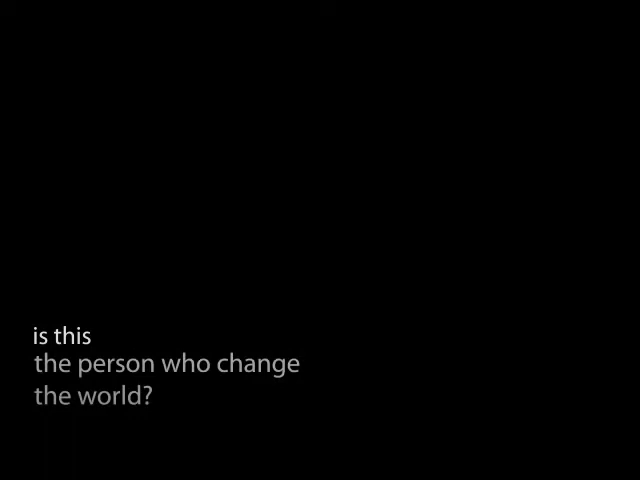 is this
the person who change
the world?